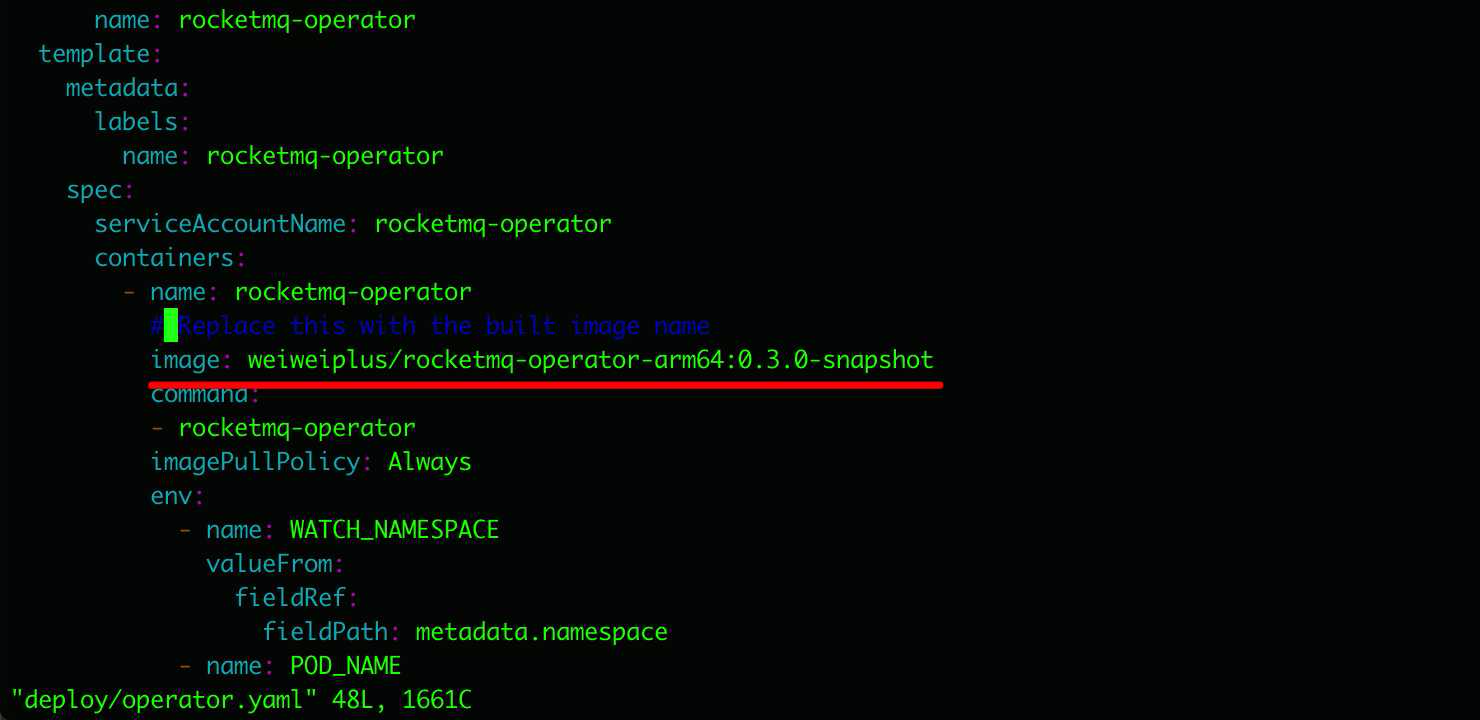 name: rocketmq-operator
template:
metadata:
labels:
name: rocketmq-operator
spec:
serviceAccountName: rocketmq-operator
containers:
- name: rocketmq-operator
# Replace this with the built image name
image: weiweiplus/rocketmq-operator-arm64:0.3.0-snapshot
command:
- rocketmq-operator
imagePullPolicy: Always
env:
- name: WATCH_NAMESPACE
valueFrom:
fieldRef:
fieldPath: metadata.namespace
- name: POD_NAME
"deploy/operator.yaml" 48L, 1661C